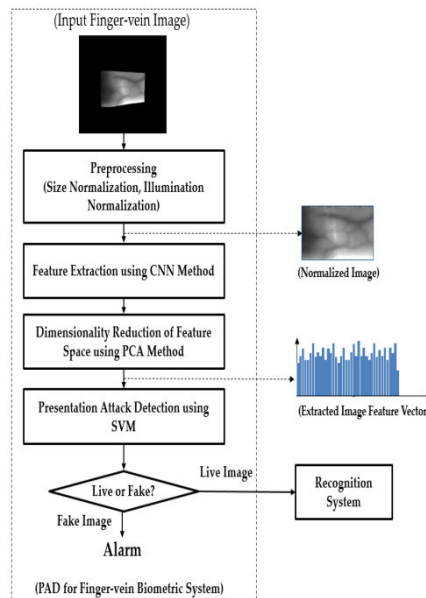 (Input Finger-vein Image)
Preprocessing
(Size Normalization, Illumination
Normalization)
(Normalized Image)
Feature Extraction using CNN Method
Dimensionality Reduction of Feature
Space using PCA Method
(Extracted Image Feature Vector)
Presentation Attack Detection using
SVM
Live or Fake?
Live Image
Recognition
System
Fake Image
Alarm
(PAD for Finger-vein Biometric System)